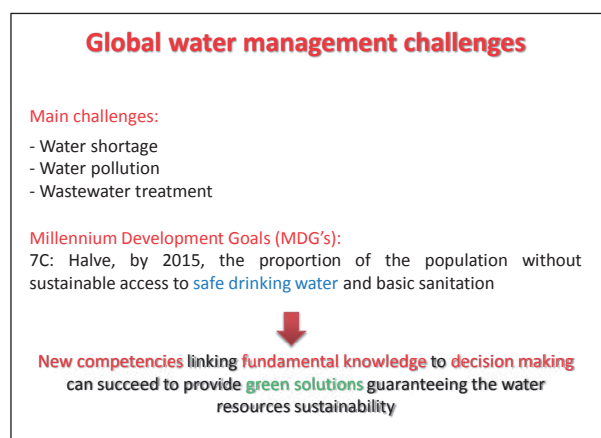 Global water management challenges
Main challenges:
- Water shortage
- Water pollution
- Wastewater treatment
Millennium Development Goals (MDG's):
7C: Halve, by 2015, the proportion of the population without
sustainable access to safe drinking water and basic sanitation
New competencies linking fundamental knowledge to decision making
can succeed to provide green solutions guaranteeing the water
resources sustainability